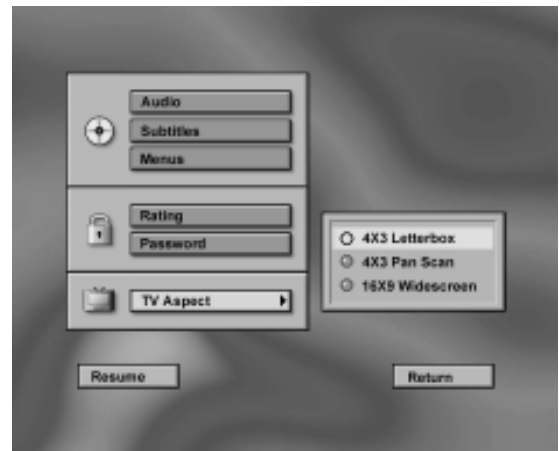 Audio
Subtitles
Menus
Rating
Password
TV Aspect
4X3 Letterbox
4X3 Pan Scan
16X9 Widescreen
Resume
Return